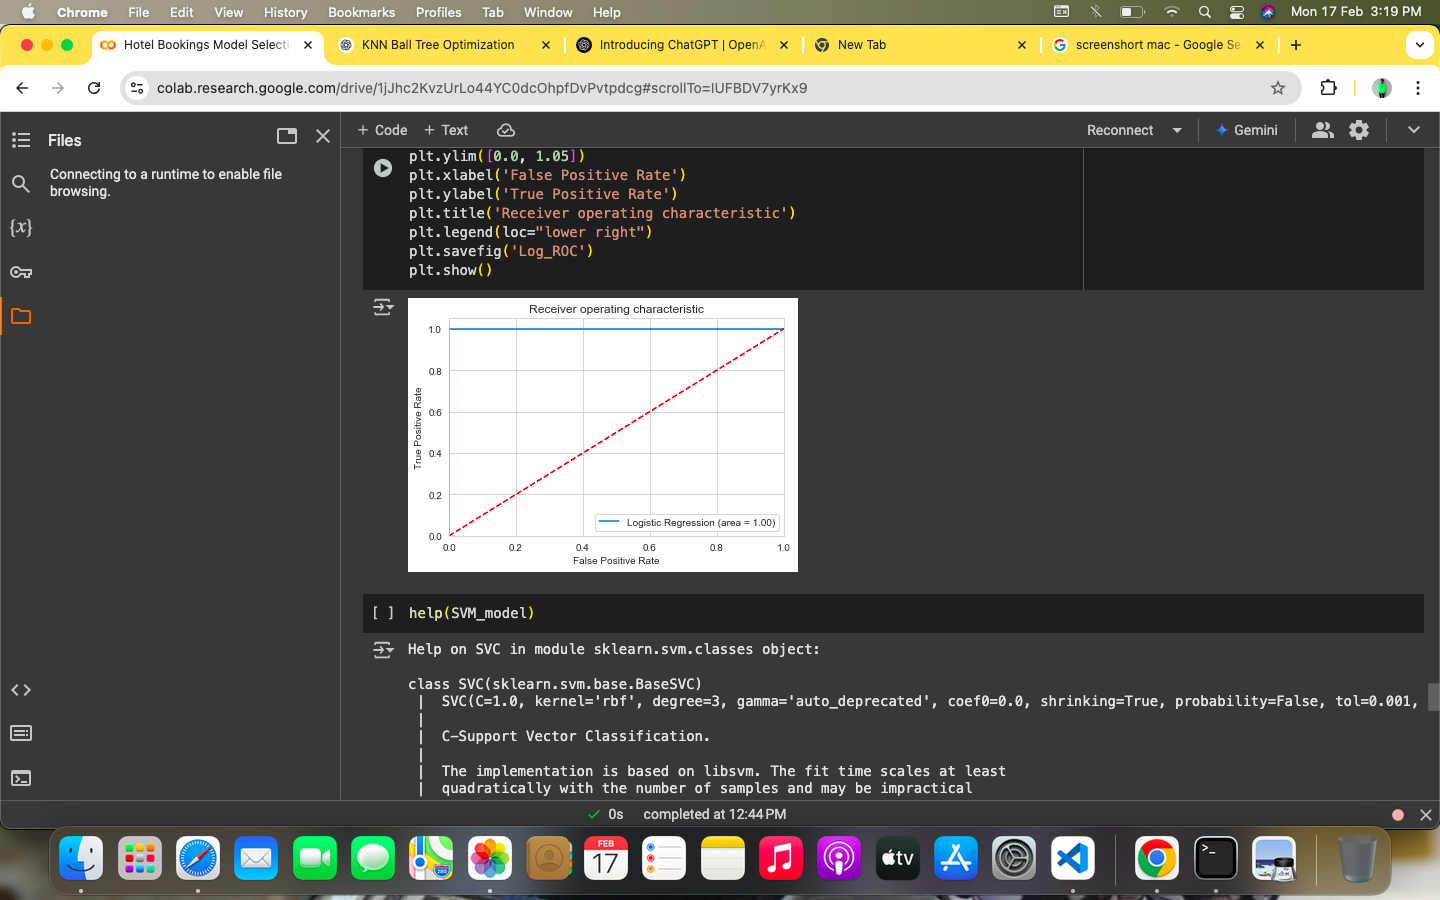 Chrome File Edit View History Bookmarks Profiles Tab Window Help Mon 17 Feb 3:19 PM
Hotel Bookings Model Selecti KNN Ball Tree Optimization Introducing ChatGPT | OpenA New Tab screenshort mac - Google Se
colab.research.google.com/drive/1jJhc2KvzUrLo44YC0dcOhpfDvPvtpdcg#scrollTo=IUFBDV7yrKx9
Files
Connecting to a runtime to enable file
browsing.
{x}
+ Code + Text Reconnect Gemini
plt.ylim([0.0, 1.05])
plt.xlabel('False Positive Rate')
plt.ylabel('True Positive Rate')
plt.title('Receiver operating characteristic')
plt.legend(loc="lower right")
plt.savefig('Log_ROC')
plt.show()
Receiver operating characteristic
1.0
0.8
0.6
0.4
0.2
0.0
True Positive Rate
Logistic Regression (area = 1.00)
0.0 0.2 0.4 0.6 0.8 1.0
False Positive Rate
[ ] help(SVM_model)
Help on SVC in module sklearn.svm.classes object:
class SVC(sklearn.svm.base.BaseSVC)
| SVC(C=1.0, kernel='rbf', degree=3, gamma='auto_deprecated', coef0=0.0, shrinking=True, probability=False, tol=0.001,
|
| C-Support Vector Classification.
|
| The implementation is based on libsvm. The fit time scales at least
| quadratically with the number of samples and may be impractical
0s completed at 12:44 PM
FEB
17
280
tv
>_